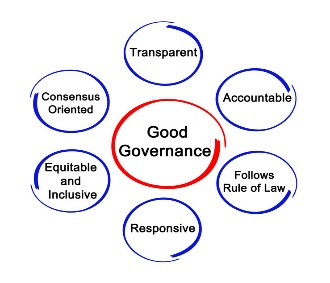 Transparent
Consensus
Oriented
Accountable
Good
Governance
Equitable
and
Inclusive
Follows
Rule of Law
Responsive